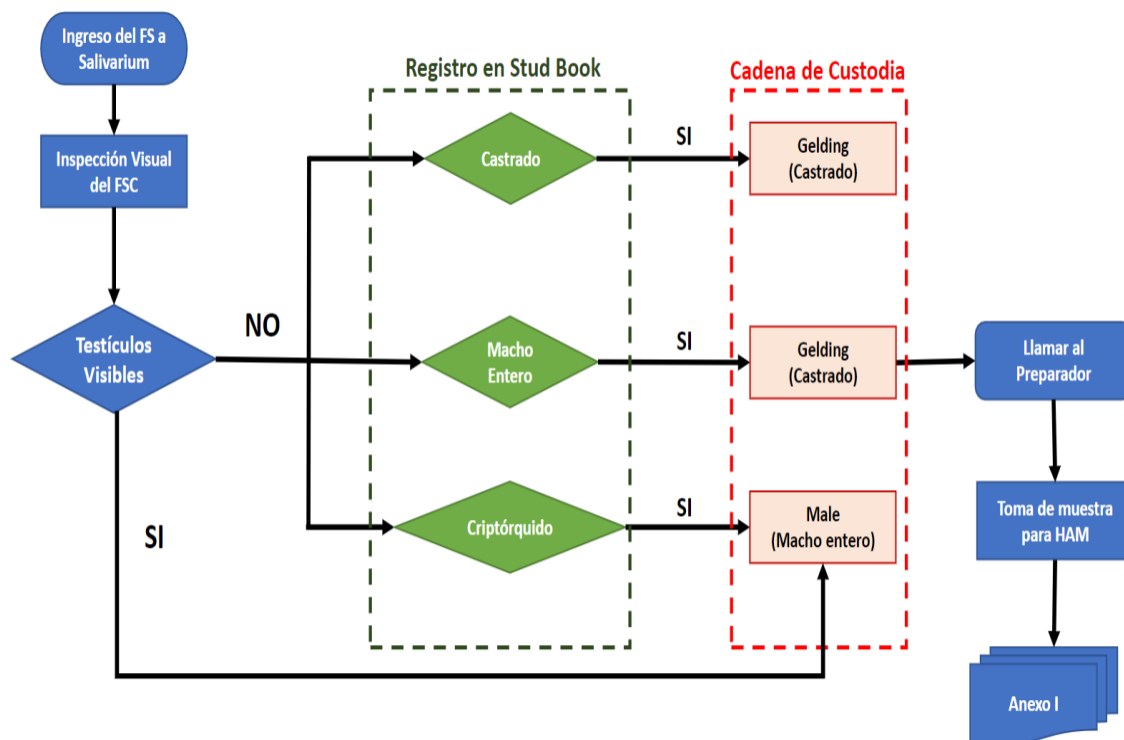 Ingreso del FS a
Salivarium
Inspección Visual
del FSC
Testículos
Visibles
NO
SI
Registro en Stud Book
Castrado
Macho
Entero
Criptórquido
SI
SI
SI
Cadena de Custodia
Gelding
(Castrado)
Gelding
(Castrado)
Male
(Macho entero)
Llamar al
Preparador
Toma de muestra
para HAM
Anexo I